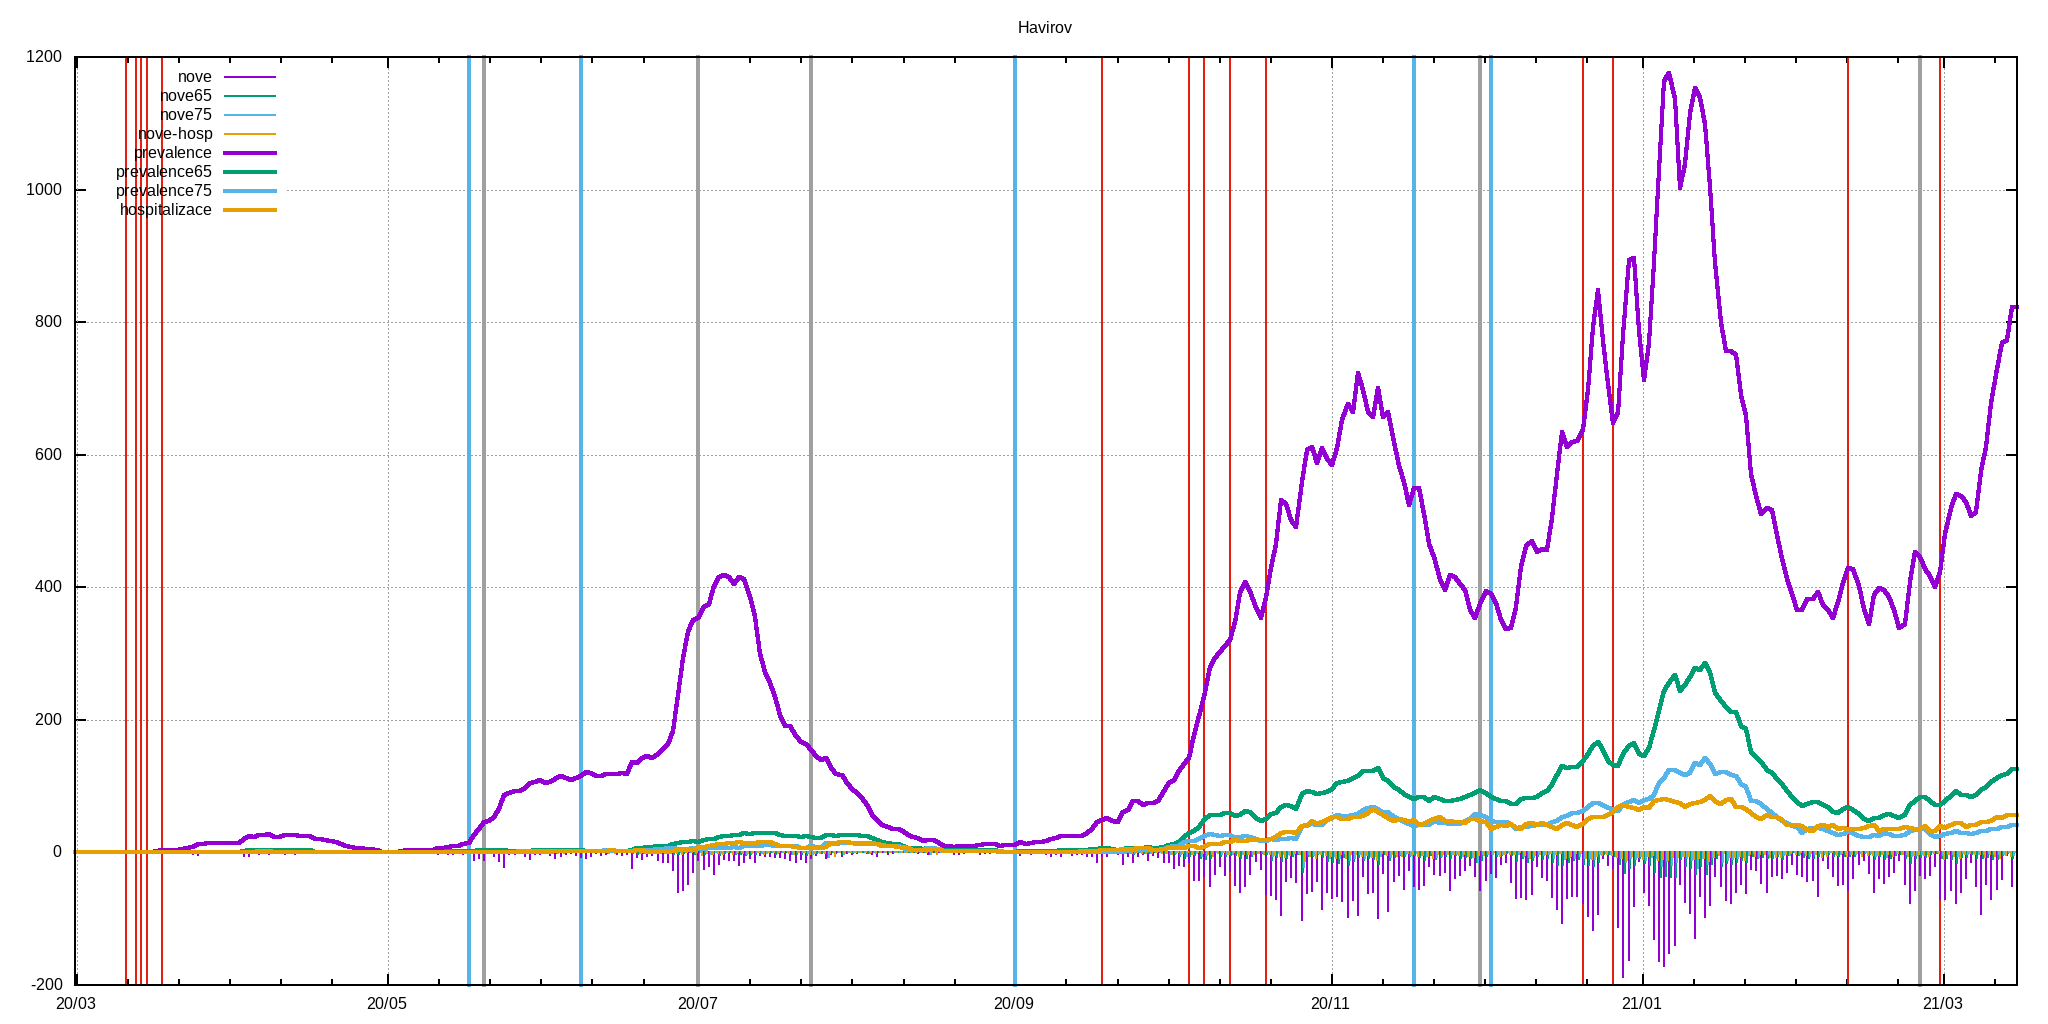 Havirov
1200
nove
nove65
nove75
nove-hosp
prevalence
prevalence65
prevalence75
hospitalizace
1000
800
600
400
200
0
-200
20/03 20/05 20/07 20/09 20/11 21/01 21/03